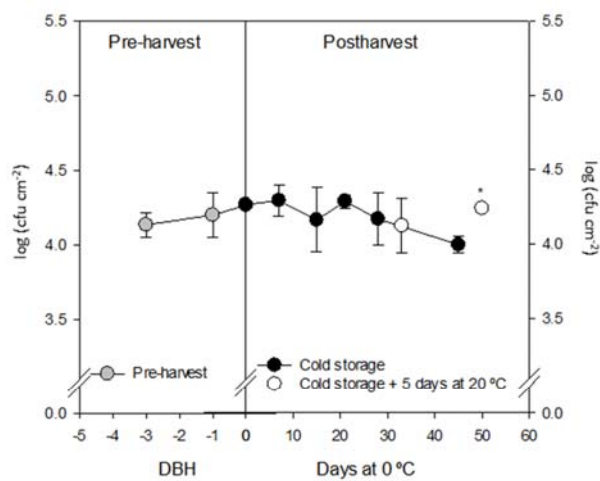 Pre-harvest Postharvest
5.5 5.5
5.0 5.0
4.5 4.5
*
4.0 4.0
3.5 3.5
0.0 0.0
log (cfu cm-2)
log (cfu cm-2)
Pre-harvest
Cold storage
Cold storage + 5 days at 20 ºC
-5 -4 -3 -2 -1 0 10 20 30 40 50 60
DBH Days at 0 ºC